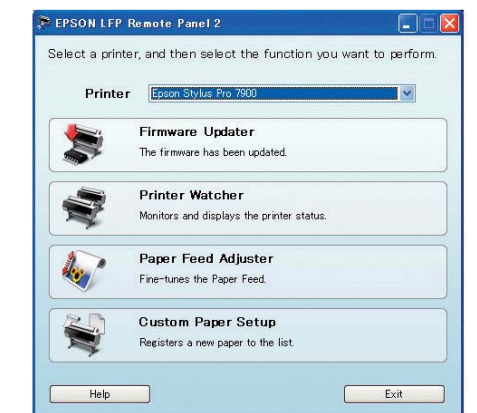 EPSON LFP Remote Panel 2
Select a printer, and then select the function you want to perform.
Printer Epson Stylus Pro 7900
Firmware Updater
The firmware has been updated.
Printer Watcher
Monitors and displays the printer status.
Paper Feed Adjuster
Fine-tunes the Paper Feed.
Custom Paper Setup
Registers a new paper to the list.
Help Exit